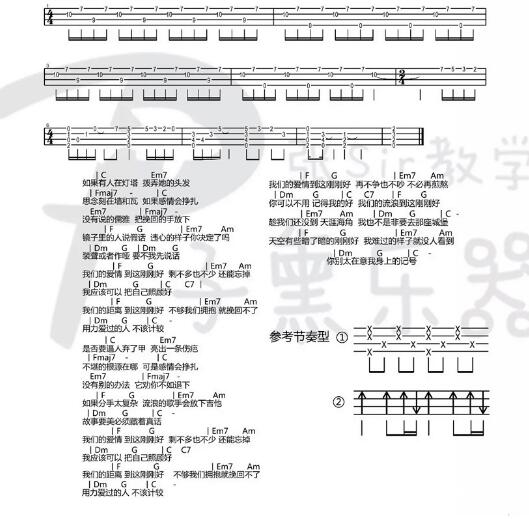 | C Em7
如果有人在灯塔 拨弄她的头发
| Fmaj7 - | C -
思念刻在墙和瓦 如果感情会挣扎
Em7 | Fmaj7 -
没有说的儒雅 把挽回的手放下
| F G | Em7 Am
镜子里的人说假话 违心的样子你决定了吗
| Dm G | C -
装聋或者作哑 要不我先说话
| F G | Em7 Am
我们的爱情 到这刚刚好 剩不多也不少 还能忘掉
| Dm G | C C7 |
我应该可以 把自己照顾好
| F G | Em7 Am
我们的距离 到这刚刚好 不够我们拥抱 就挽回不了
| Dm G | C -
用力爱过的人 不该计较
| C Em7
是否要逼人弃了甲 亮出一条伤疤
| Fmaj7 - | C -
不堪的根源在哪 可是感情会挣扎
Em7 | Fmaj7 -
没有别的办法 它劝你不如退下
| F G | Em7 Am
如果分手太复杂 流浪的歌手会放下吉他
| Dm G | C -
故事要美必须藏着真话
| F G | Em7 Am
我们的爱情 到这刚刚好 剩不多也不少 还能忘掉
| Dm G | C C7
我应该可以 把自己照顾好
| F G | Em7 Am
我们的距离 到这刚刚好 不够我们拥抱就挽回不了
| Dm G | C -
用力爱过的人 不该计较
| F G | Em7 Am
我们的爱情到这刚刚好 再不争也不吵 不必再煎熬
| Dm G | C C7 | F G
你可以不用 记得我的好 我们的流浪到这刚刚好
| Em7 Am | Dm G | C -
趁我们还没到 天涯海角 我也不是非要去那座城堡
| F G | Em7 Am
天空有些暗了暗的刚刚好 我难过的样子就没人看到
| Dm G | C -
你别太在意我身上的记号
参考节奏型 ①
②